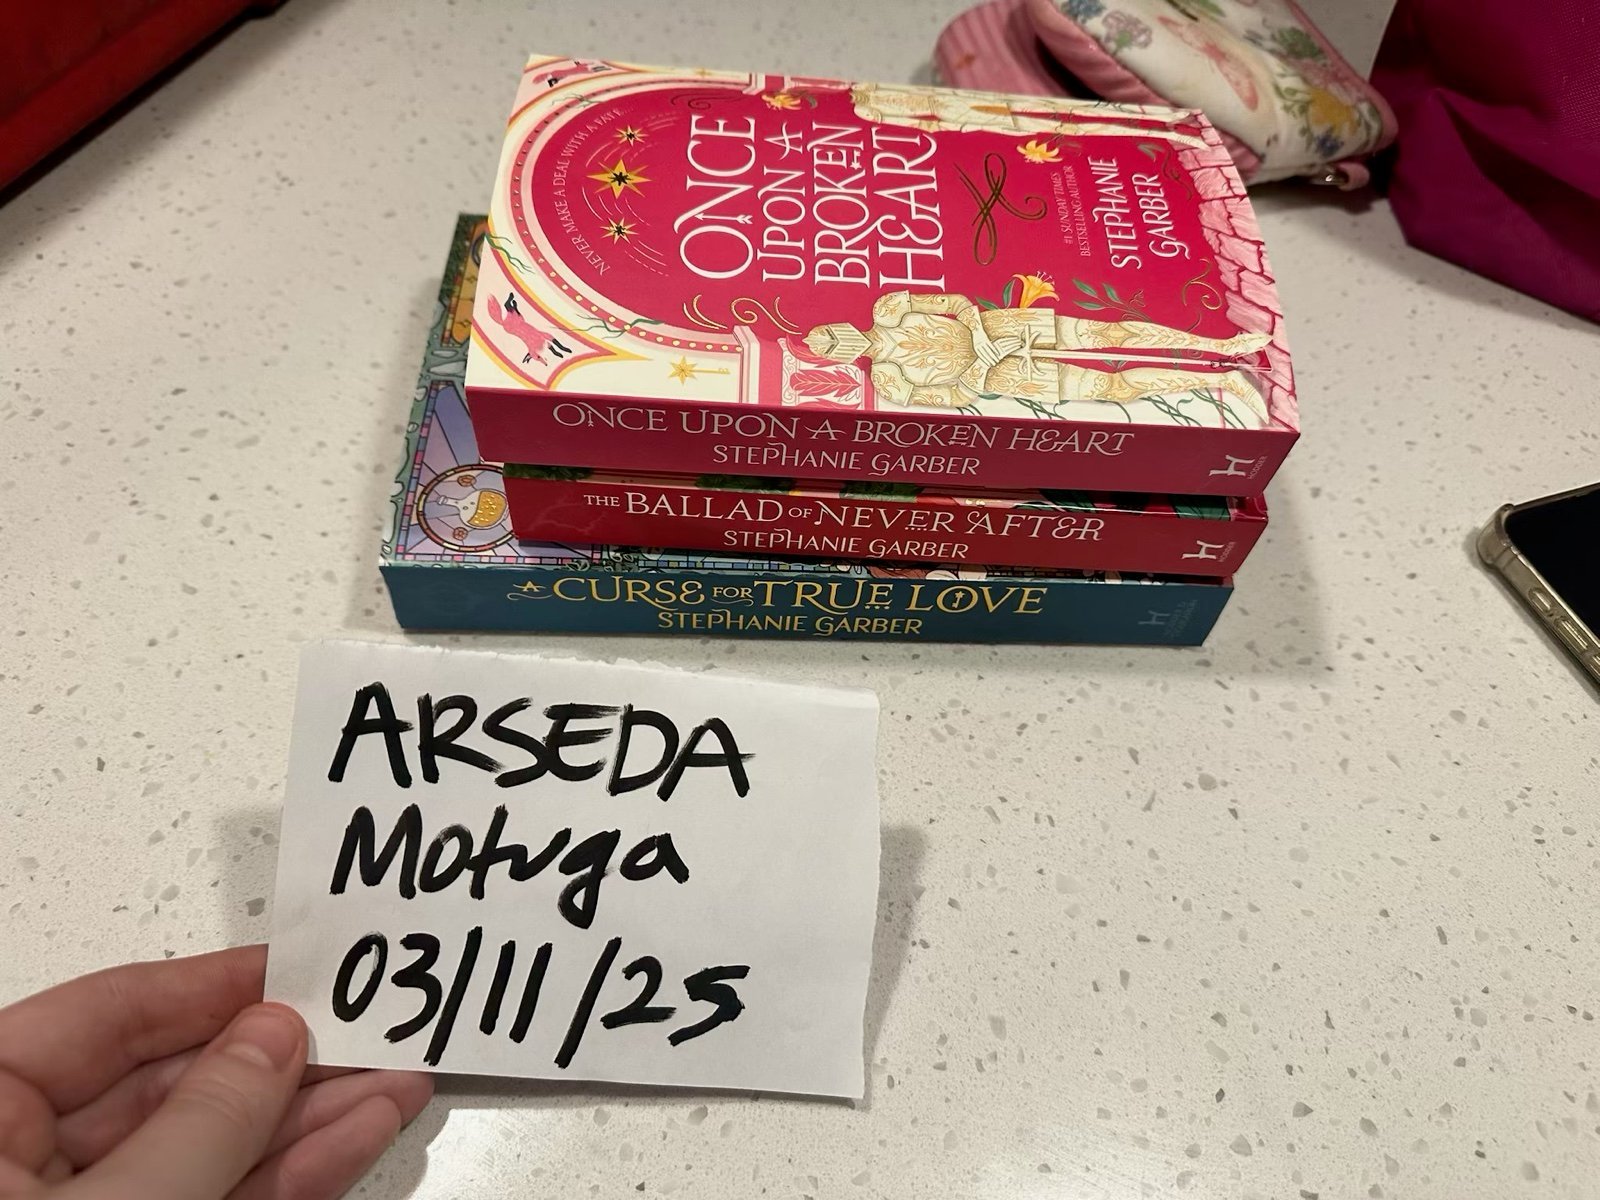 NEVER MAKE A DEAL WITH A FATE
ONCE
UPON A
BROKEN
HEART
#1 SUNDAY TIMES
BESTSELLING AUTHOR
STEPHANIE
GARBER
ONCE UPON A BROKEN HEART
STEPHANIE GARBER
HODDER
THE BALLAD OF NEVER AFTER
STEPHANIE GARBER
HODDER
A CURSE FOR TRUE LOVE
STEPHANIE GARBER
ARSEDA
Motuga
03/11/25